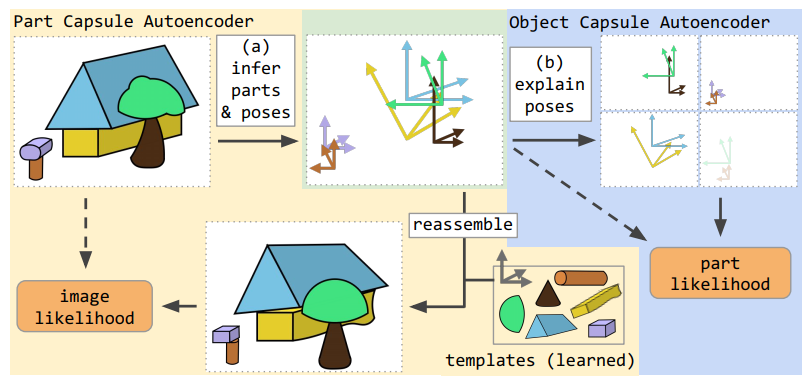 Part Capsule Autoencoder
Object Capsule Autoencoder
(a)
infer
parts
& poses
(b)
explain
poses
reassemble
image
likelihood
part
likelihood
templates (learned)